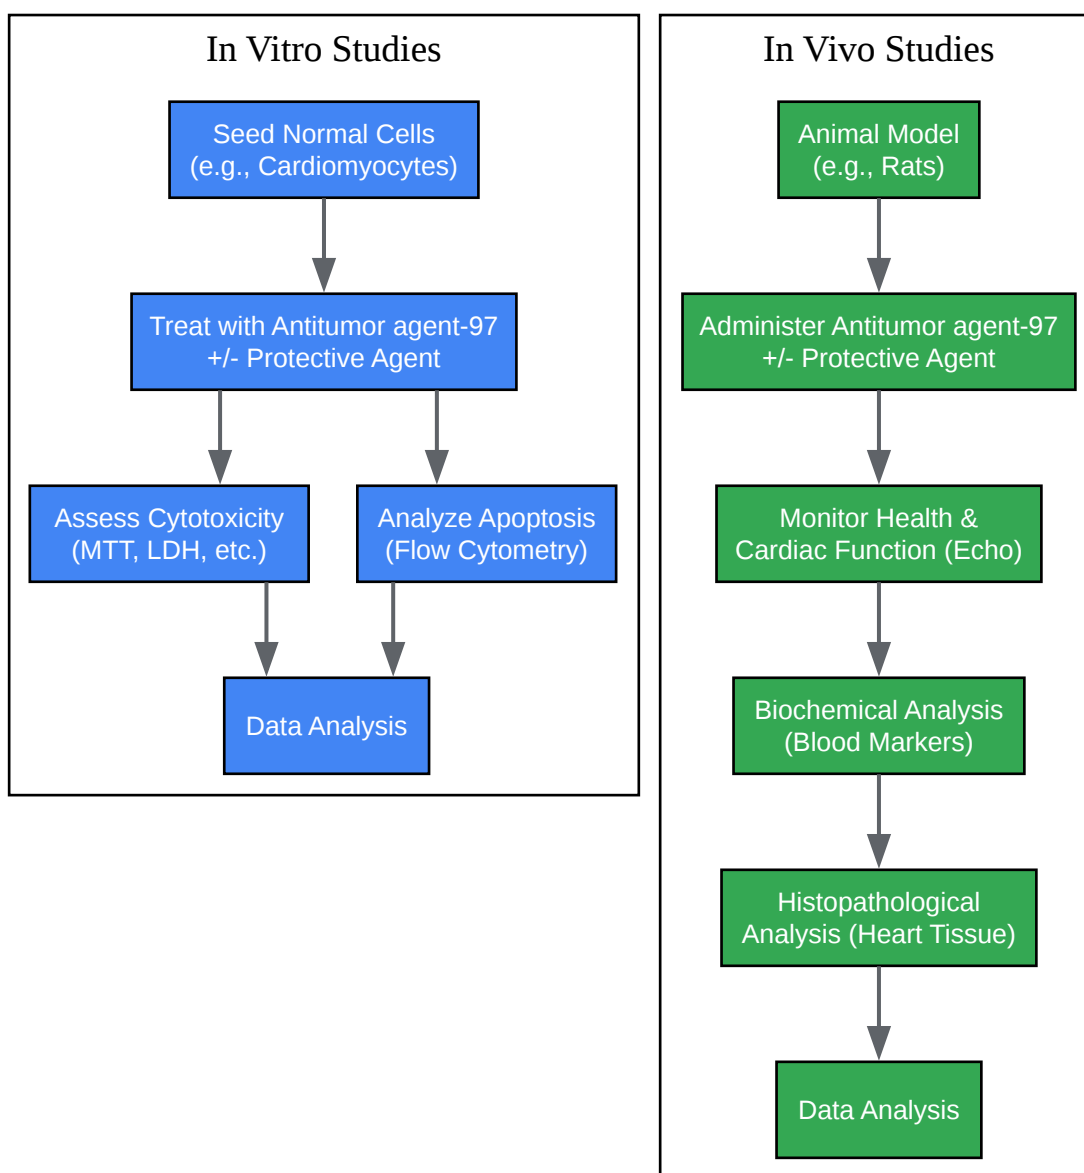 In Vitro Studies
Seed Normal Cells
(e.g., Cardiomyocytes)
Treat with Antitumor agent-97
+/- Protective Agent
Assess Cytotoxicity
(MTT, LDH, etc.)
Analyze Apoptosis
(Flow Cytometry)
Data Analysis
In Vivo Studies
Animal Model
(e.g., Rats)
Administer Antitumor agent-97
+/- Protective Agent
Monitor Health &
Cardiac Function (Echo)
Biochemical Analysis
(Blood Markers)
Histopathological
Analysis (Heart Tissue)
Data Analysis